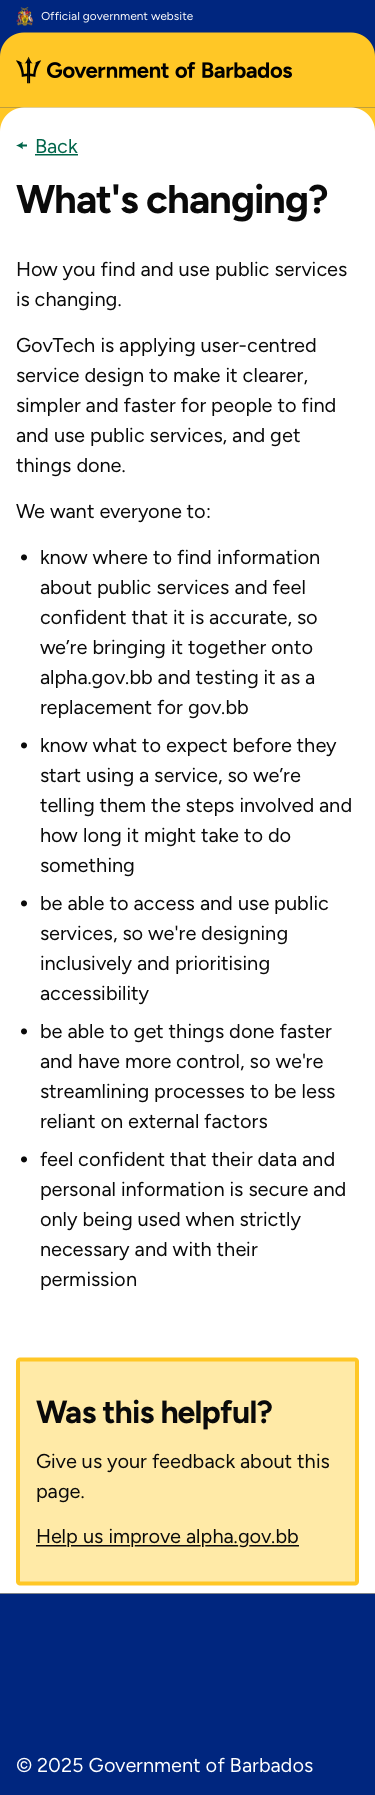 Official government website
Government of Barbados
Back
What's changing?
How you find and use public services
is changing.
GovTech is applying user-centred
service design to make it clearer,
simpler and faster for people to find
and use public services, and get
things done.
We want everyone to:
• know where to find information
about public services and feel
confident that it is accurate, so
we’re bringing it together onto
alpha.gov.bb and testing it as a
replacement for gov.bb
• know what to expect before they
start using a service, so we’re
telling them the steps involved and
how long it might take to do
something
• be able to access and use public
services, so we're designing
inclusively and prioritising
accessibility
• be able to get things done faster
and have more control, so we're
streamlining processes to be less
reliant on external factors
• feel confident that their data and
personal information is secure and
only being used when strictly
necessary and with their
permission
Was this helpful?
Give us your feedback about this
page.
Help us improve alpha.gov.bb
© 2025 Government of Barbados